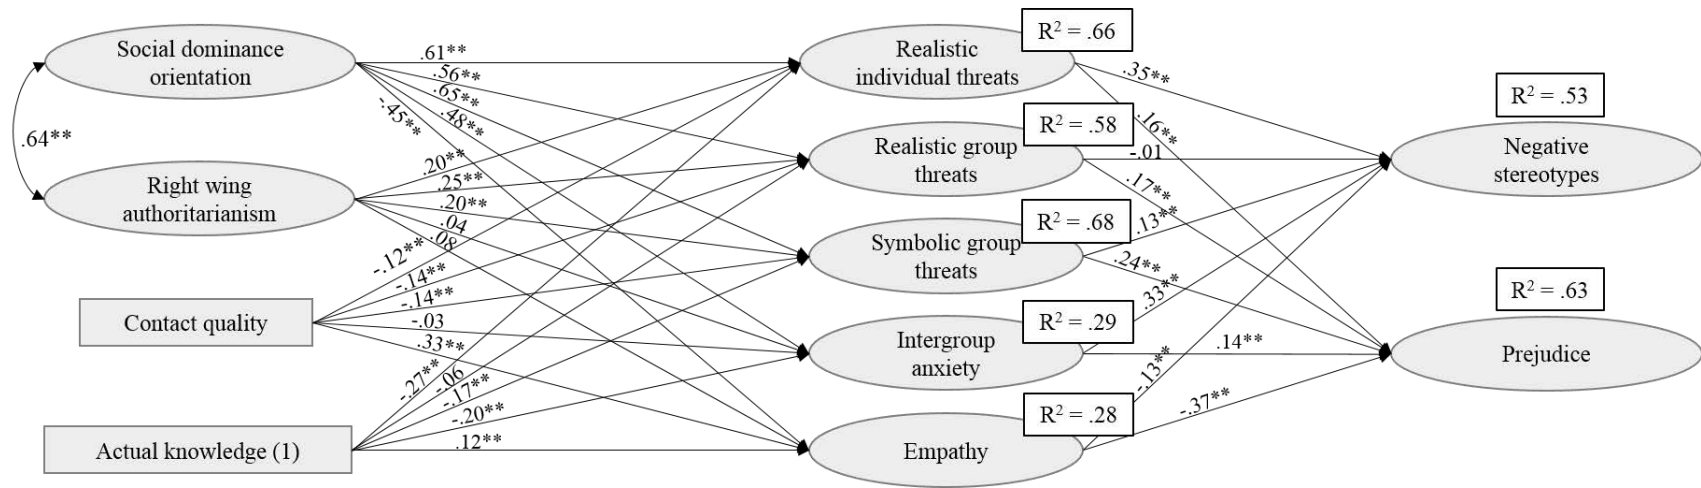 Social dominance
orientation
Right wing
authoritarianism
Contact quality
Actual knowledge (1)
.64**
.61**
.56**
.65**
.48**
-.45**
.20**
.25**
.20**
.04
.08
-.12**
-.14**
-.14**
-.03
.33**
-.27**
-.06
-.17**
-.20**
.12**
Realistic
individual threats
R² = .66
Realistic group
threats
R² = .58
Symbolic group
threats
R² = .68
Intergroup
anxiety
R² = .29
Empathy
R² = .28
.35**
.16**
-.01
.17**
.13**
.24**
.33**
.14**
-.13**
-.37**
R² = .53
Negative
stereotypes
R² = .63
Prejudice